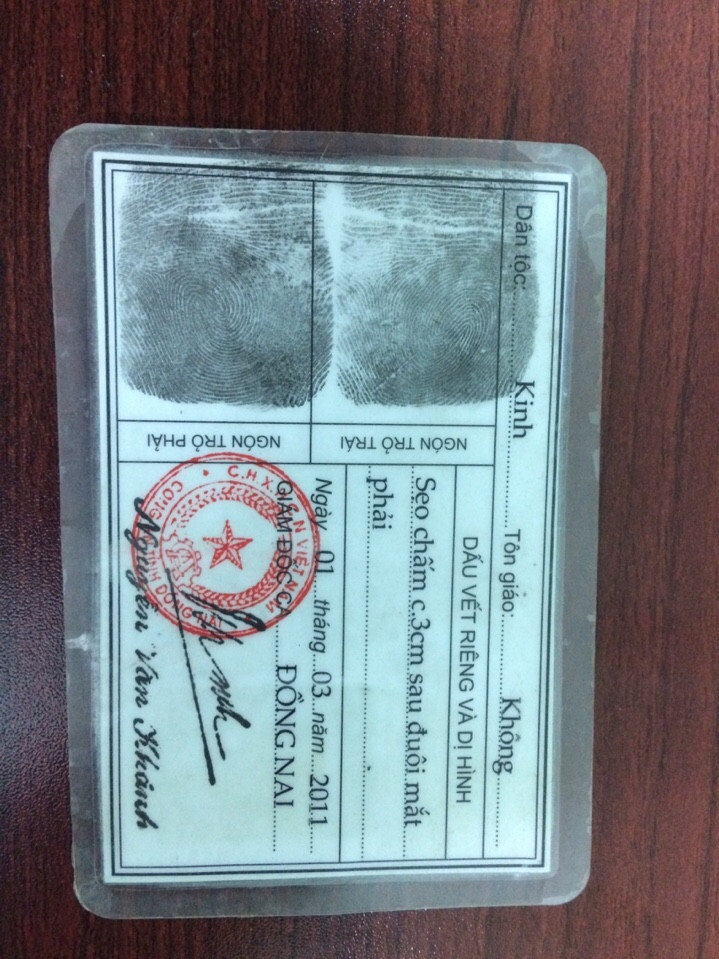 Dân tộc: Kinh Tôn giáo: Không
DẤU VẾT RIÊNG VÀ DỊ HÌNH
Sẹo chấm c.3cm sau đuôi mắt
phải
NGÓN TRỎ TRÁI
NGÓN TRỎ PHẢI
Ngày 01 tháng 03 năm 2011
GIÁM ĐỐC CA ĐỒNG NAI
Nguyễn Văn Khánh